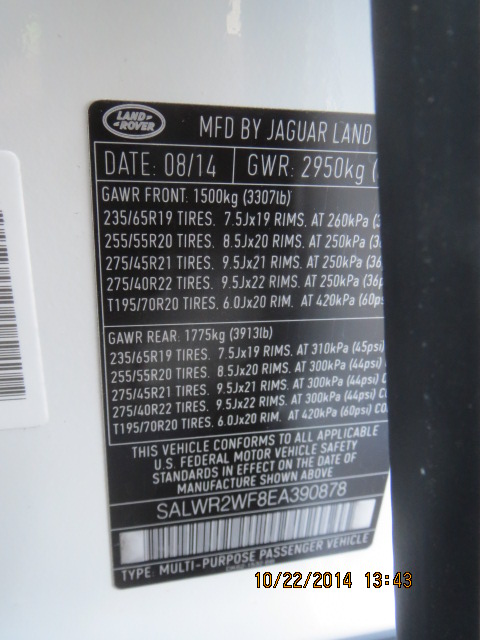 LAND
ROVER
MFD BY JAGUAR LAND
DATE: 08/14 GWR: 2950kg (
GAWR FRONT: 1500kg (3307lb)
235/65R19 TIRES, 7.5Jx19 RIMS, AT 260kPa (3
255/55R20 TIRES, 8.5Jx20 RIMS, AT 250kPa (3
275/45R21 TIRES, 9.5Jx21 RIMS, AT 250kPa (36
275/40R22 TIRES, 9.5Jx22 RIMS, AT 250kPa (36p
T195/70R20 TIRES, 6.0Jx20 RIM, AT 420kPa (60ps
GAWR REAR: 1775kg (3913lb)
235/65R19 TIRES, 7.5Jx19 RIMS, AT 310kPa (45psi)
255/55R20 TIRES, 8.5Jx20 RIMS, AT 300kPa (44psi)
275/45R21 TIRES, 9.5Jx21 RIMS, AT 300kPa (44psi) C
275/40R22 TIRES, 9.5Jx22 RIMS, AT 300kPa (44psi) C
T195/70R20 TIRES, 6.0Jx20 RIM, AT 420kPa (60psi) CO
THIS VEHICLE CONFORMS TO ALL APPLICABLE
U.S. FEDERAL MOTOR VEHICLE SAFETY
STANDARDS IN EFFECT ON THE DATE OF
MANUFACTURE SHOWN ABOVE.
SALWR2WF8EA390878
TYPE: MULTI-PURPOSE PASSENGER VEHICLE
10/22/2014 13:43